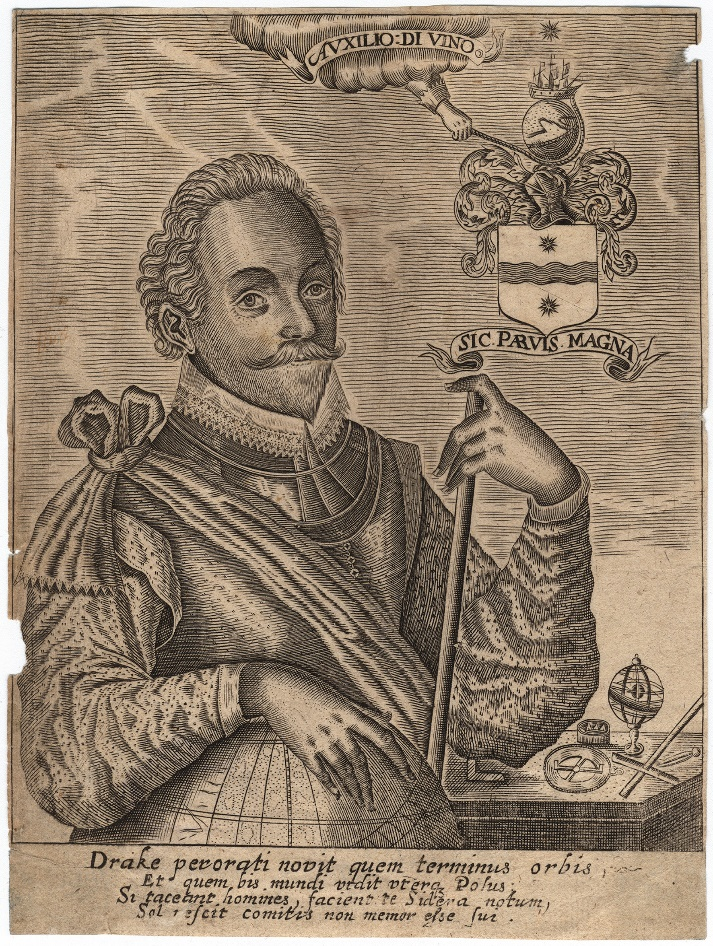 AVXILIO: DI VINO
SIC. PARVIS. MAGNA
Drake perorati novit quem terminus orbis,
Et quem bis mundi vidit vterq Polus;
Si taceant hommes, facient te Sidera notum,
Sol nescit comitis non memor esse sui.